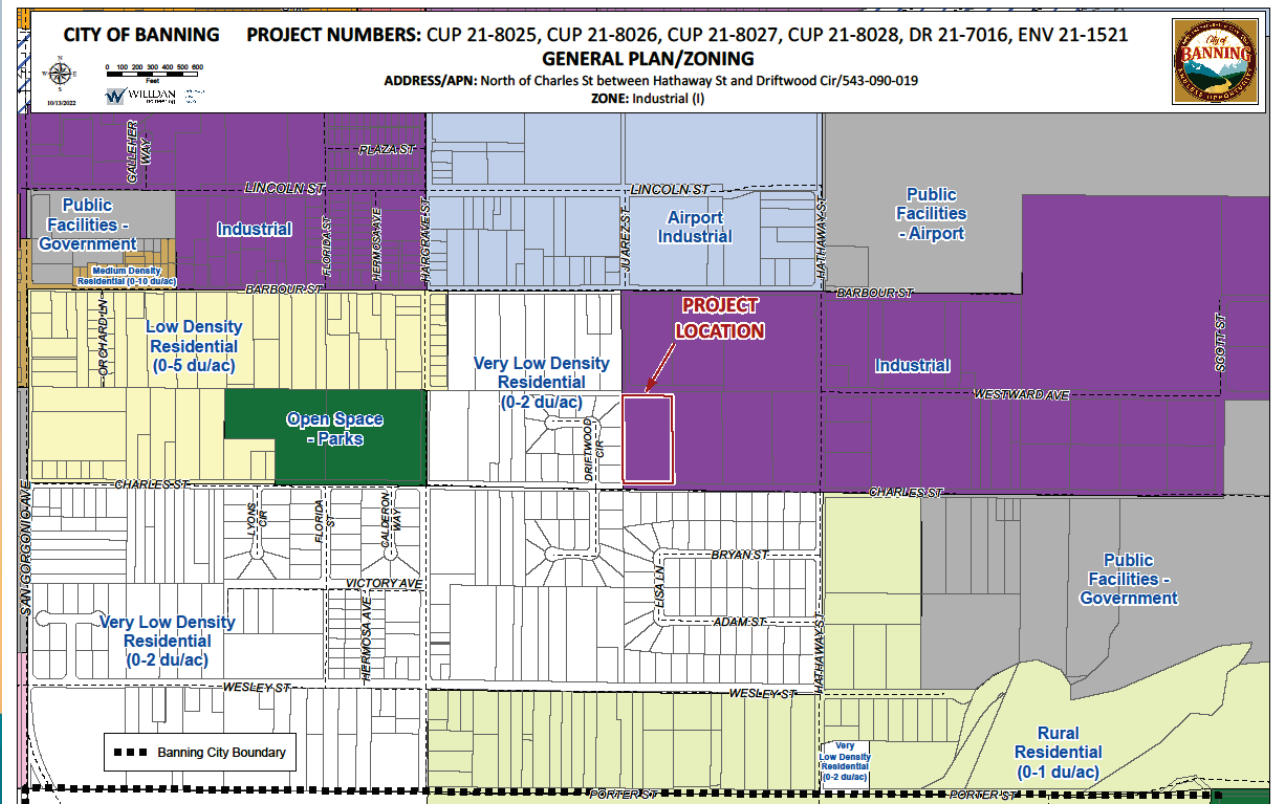 CITY OF BANNING PROJECT NUMBERS: CUP 21-8025, CUP 21-8026, CUP 21-8027, CUP 21-8028, DR 21-7016, ENV 21-1521
GENERAL PLAN/ZONING
ADDRESS/APN: North of Charles St between Hathaway St and Driftwood Cir/543-090-019
ZONE: Industrial (I)
N
W
E
S
10/13/2022
0 100 200 300 400 500 600
Feet
WILLDAN
City of
BANNING
GALLEHER
WAY
PLAZA ST
LINCOLN ST
LINCOLN ST
Public
Facilities -
Government
Industrial
FLORIDA ST
HERMOSA AVE
HARGRAVE ST
JUAREZ ST
Airport
Industrial
HATHAWAY ST
Public
Facilities
- Airport
Medium Density
Residential (0-10 du/ac)
BARBOUR ST
BARBOUR ST
ORCHARD LN
Low Density
Residential
(0-5 du/ac)
Very Low Density
Residential
(0-2 du/ac)
PROJECT
LOCATION
Industrial
SCOTT ST
WESTWARD AVE
Open Space
- Parks
DRIFTWOOD
CIR
CHARLES ST
CHARLES ST
SAN GORGONIO AVE
LYONS
CIR
FLORIDA
ST
CALDERON
WAY
BRYAN ST
LISA LN
ADAM ST
VICTORY AVE
HERMOSA AVE
HATHAWAY ST
Public
Facilities -
Government
Very Low Density
Residential
(0-2 du/ac)
WESLEY ST
WESLEY ST
Banning City Boundary
Very
Low Density
Residential
(0-2 du/ac)
Rural
Residential
(0-1 du/ac)
PORTER ST
PORTER ST